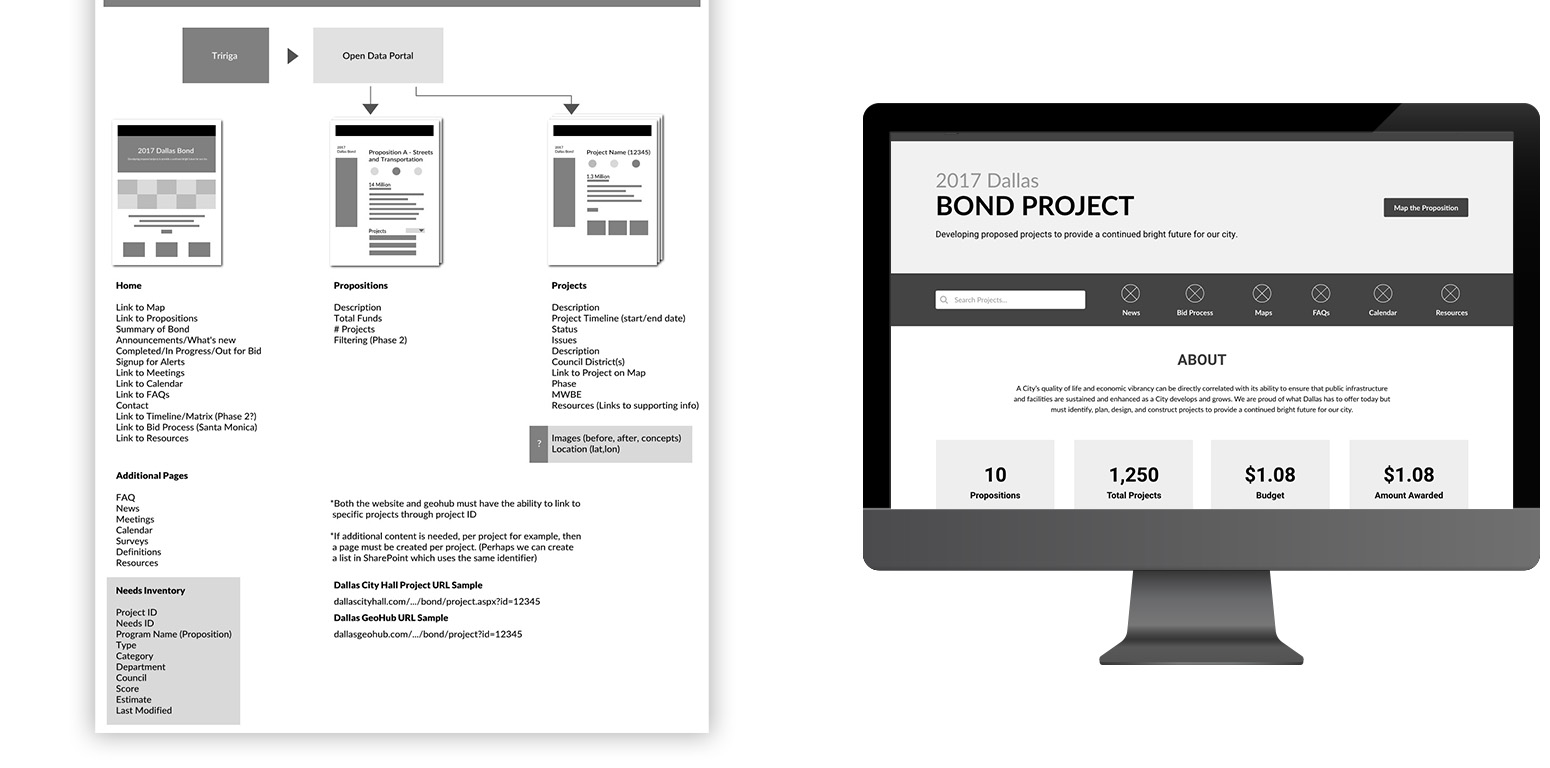 Tririga
Open Data Portal
2017 Dallas Bond
2017
Dallas Bond
Proposition A - Streets
and Transportation
14 Million
Projects
2017
Dallas Bond
Project Name (12345)
1.3 Million
Home
Link to Map
Link to Propositions
Summary of Bond
Announcements/What's new
Completed/In Progress/Out for Bid
Signup for Alerts
Link to Meetings
Link to Calendar
Link to FAQs
Contact
Link to Timeline/Matrix (Phase 2?)
Link to Bid Process (Santa Monica)
Link to Resources
Propositions
Description
Total Funds
# Projects
Filtering (Phase 2)
Projects
Description
Project Timeline (start/end date)
Status
Issues
Description
Council District(s)
Link to Project on Map
Phase
MWBE
Resources (Links to supporting info)
?
Images (before, after, concepts)
Location (lat,lon)
Additional Pages
FAQ
News
Meetings
Calendar
Surveys
Definitions
Resources
Needs Inventory
Project ID
Needs ID
Program Name (Proposition)
Type
Category
Department
Council
Score
Estimate
Last Modified
*Both the website and geohub must have the ability to link to
specific projects through project ID
*If additional content is needed, per project for example, then
a page must be created per project. (Perhaps we can create
a list in SharePoint which uses the same identifier)
Dallas City Hall Project URL Sample
dallascityhall.com/.../bond/project.aspx?id=12345
Dallas GeoHub URL Sample
dallasgeohub.com/.../bond/project?id=12345
2017 Dallas
BOND PROJECT
Developing proposed projects to provide a continued bright future for our city.
Map the Proposition
Search Projects...
News
Bid Process
Maps
FAQs
Calendar
Resources
ABOUT
A City's quality of life and economic vibrancy can be directly correlated with its ability to ensure that public infrastructure
and facilities are sustained and enhanced as a City develops and grows. We are proud of what Dallas has to offer today but
must identify, plan, design, and construct projects to provide a continued bright future for our city.
10
Propositions
1,250
Total Projects
$1.08
Budget
$1.08
Amount Awarded